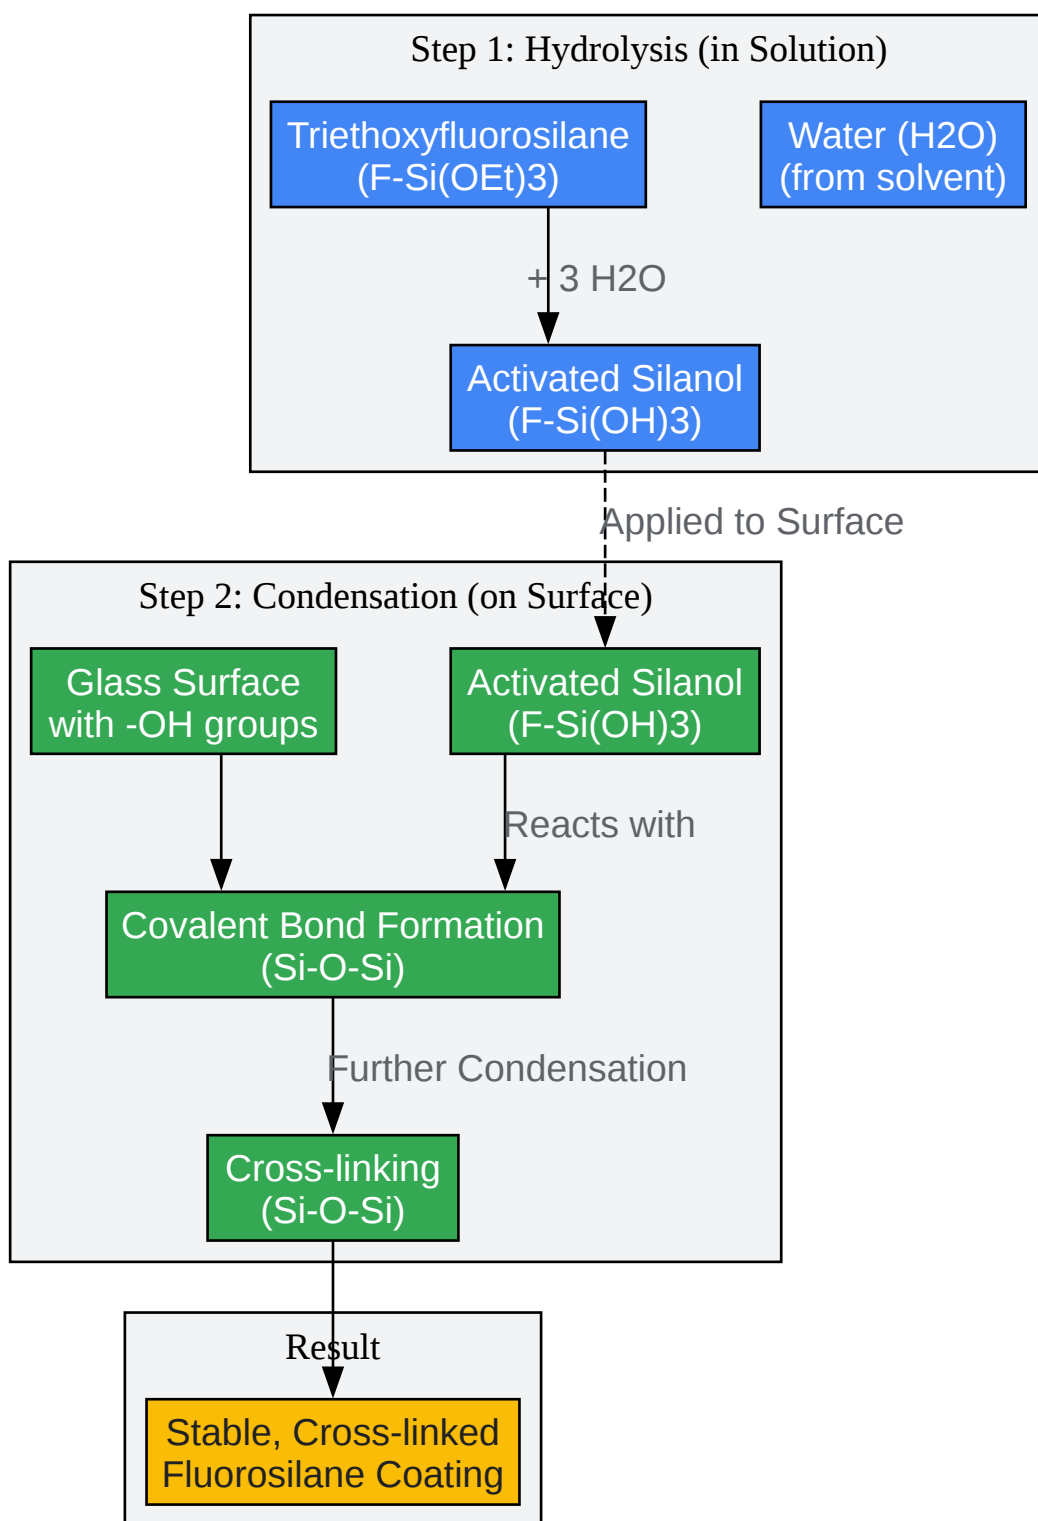 Step 1: Hydrolysis (in Solution)
Triethoxyfluorosilane
(F-Si(OEt)3)
Water (H2O)
(from solvent)
+ 3 H2O
Activated Silanol
(F-Si(OH)3)
Applied to Surface
Step 2: Condensation (on Surface)
Glass Surface
with -OH groups
Activated Silanol
(F-Si(OH)3)
Reacts with
Covalent Bond Formation
(Si-O-Si)
Further Condensation
Cross-linking
(Si-O-Si)
Result
Stable, Cross-linked
Fluorosilane Coating